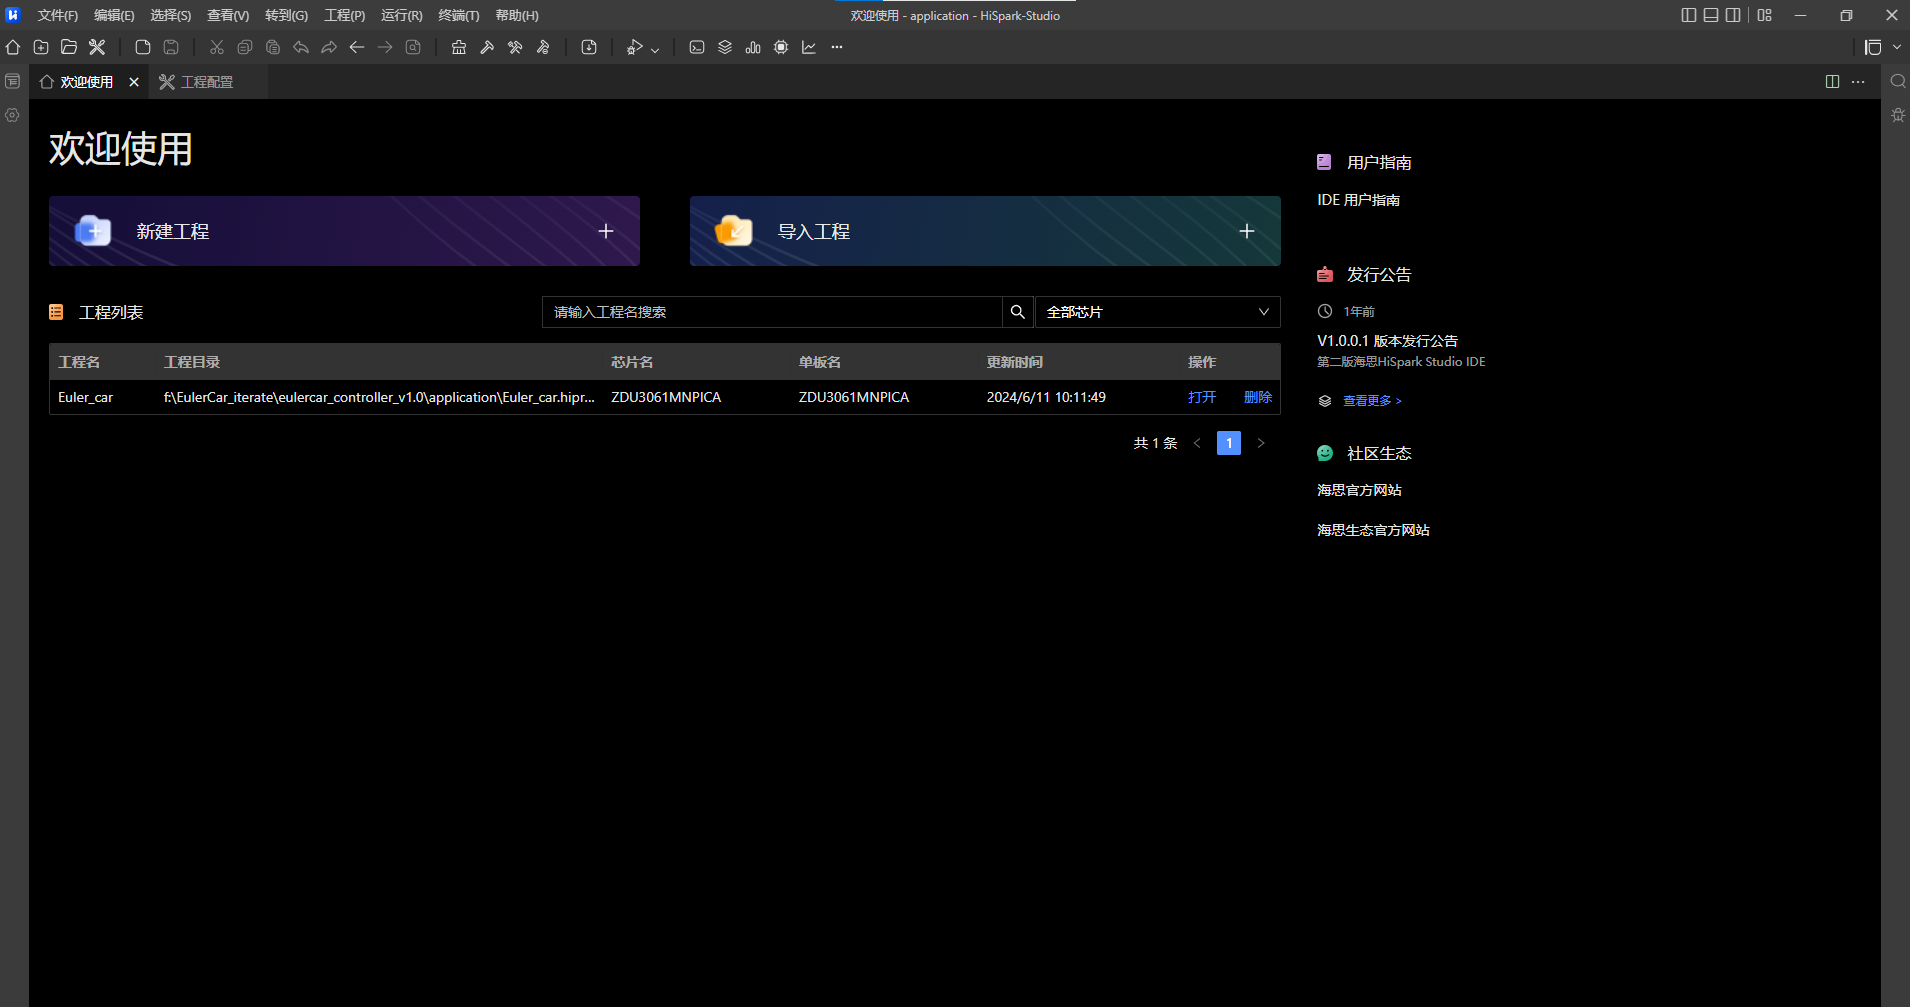 文件(F) 编辑(E) 选择(S) 查看(V) 转到(G) 工程(P) 运行(R) 终端(T) 帮助(H) 欢迎使用 - application - HiSpark-Studio
欢迎使用 工程配置
欢迎使用
新建工程
导入工程
工程列表
请输入工程名搜索
全部芯片
工程名 工程目录 芯片名 单板名 更新时间 操作
Euler_car f:\EulerCar_iterate\eulercar_controller_v1.0\application\Euler_car.hipr... ZDU3061MNPICA ZDU3061MNPICA 2024/6/11 10:11:49 打开 删除
共 1 条 < 1 >
用户指南
IDE 用户指南
发行公告
1年前
V1.0.0.1 版本发行公告
第二版海思HiSpark Studio IDE
查看更多 >
社区生态
海思官方网站
海思生态官方网站